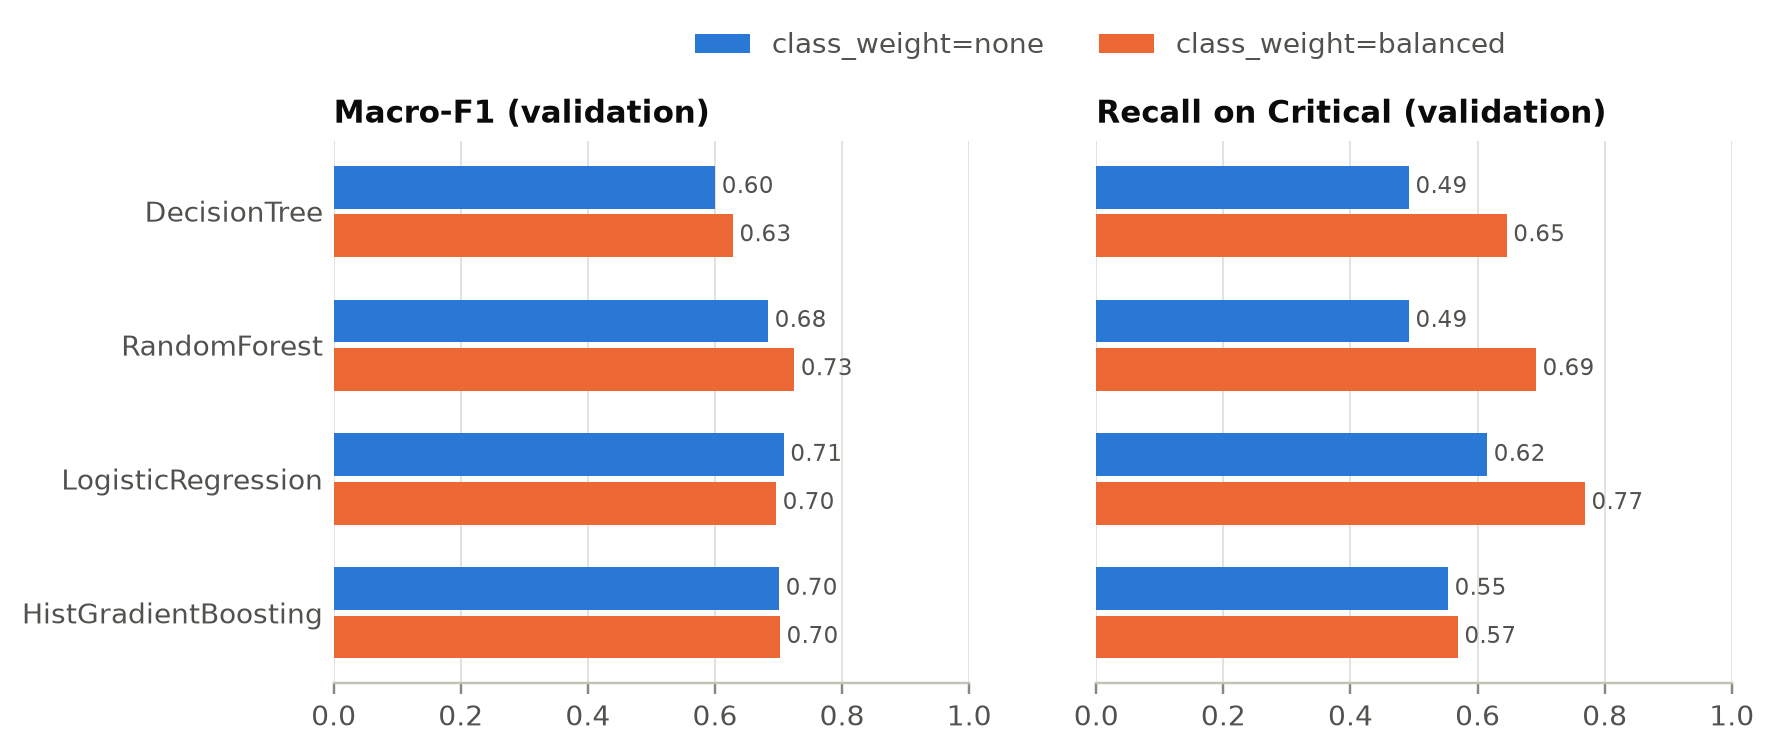 class_weight=none class_weight=balanced
Macro-F1 (validation) Recall on Critical (validation)
DecisionTree 0.60 0.49
0.63 0.65
RandomForest 0.68 0.49
0.73 0.69
LogisticRegression 0.71 0.62
0.70 0.77
HistGradientBoosting 0.70 0.55
0.70 0.57
0.0 0.2 0.4 0.6 0.8 1.0 0.0 0.2 0.4 0.6 0.8 1.0